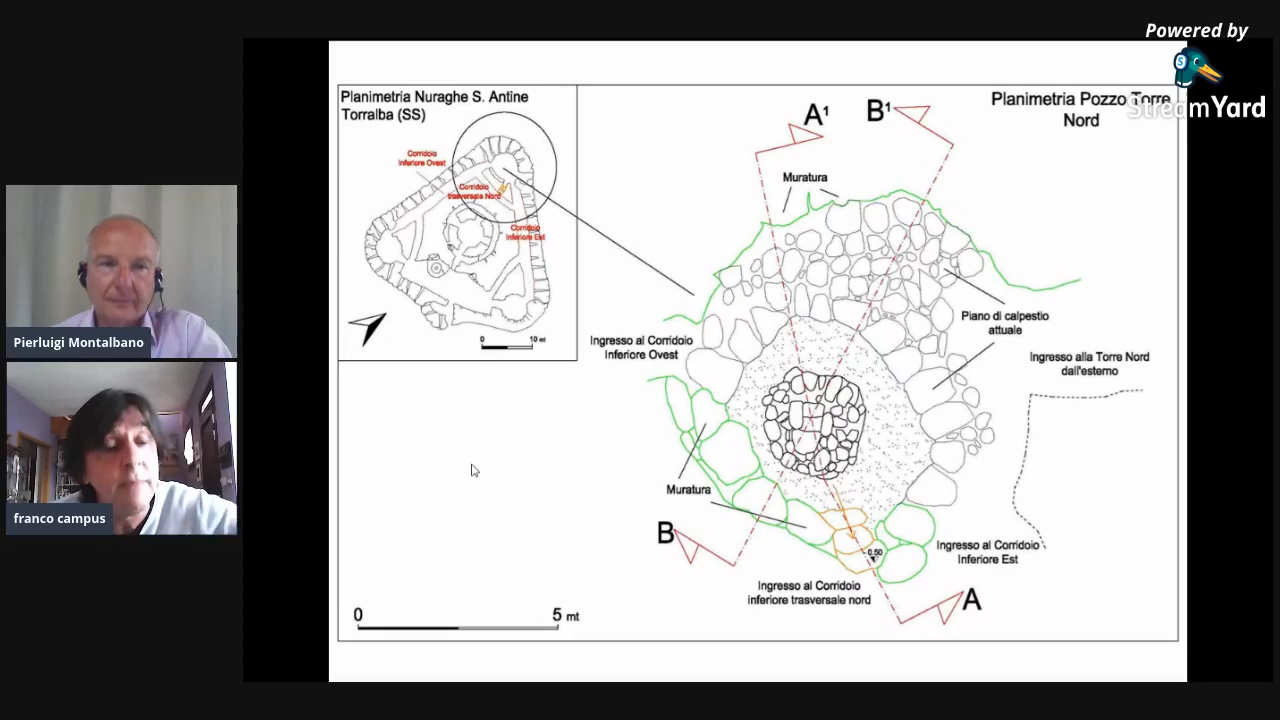 Powered by
StreamYard
Planimetria Nuraghe S. Antine
Torralba (SS)
Corridoio
Inferiore Ovest
Corridoio
trasversale Nord
Corridoio
Inferiore Est
0 10 mt
Planimetria Pozzo Torre
Nord
A¹
B¹
Muratura
Piano di calpestio
attuale
Ingresso al Corridoio
Inferiore Ovest
Ingresso alla Torre Nord
dall'esterno
Muratura
B
0.50
Ingresso al Corridoio
Inferiore Est
Ingresso al Corridoio
inferiore trasversale nord
A
0 5 mt
Pierluigi Montalbano
franco campus